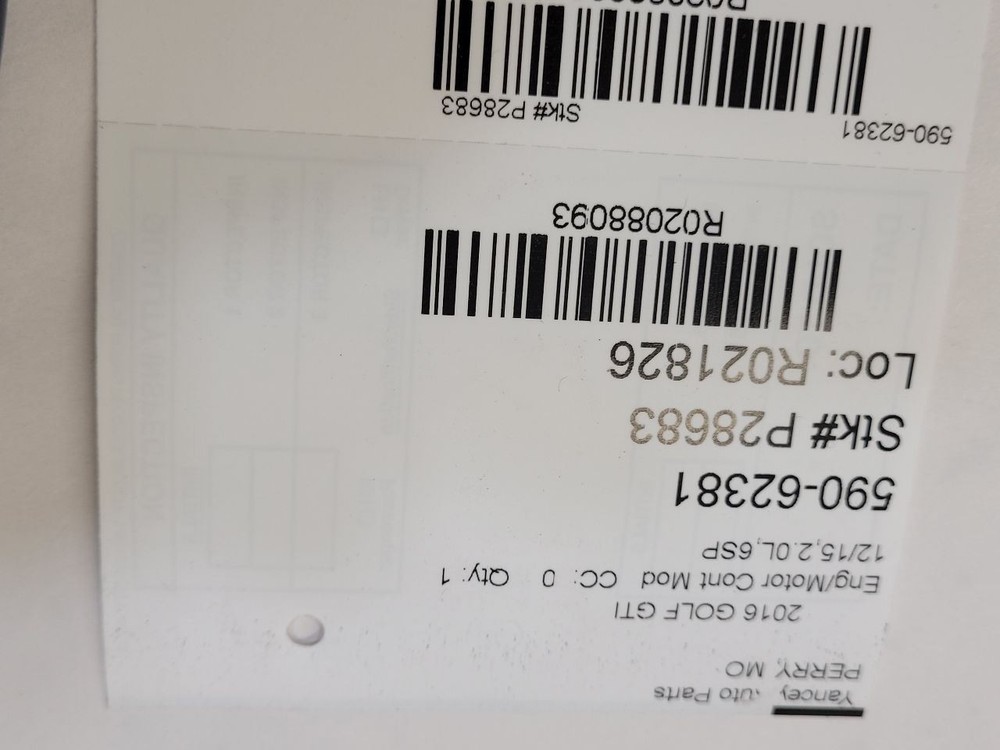 Yancey Auto Parts
PERRY, MO
2016 GOLF GTI
Eng/Motor Cont Mod CC: 0 Qty: 1
12/15,2.0L,6SP
590-62381
Stk# P28683
Loc: R021826
R02088093
590-62381 Stk# P28683